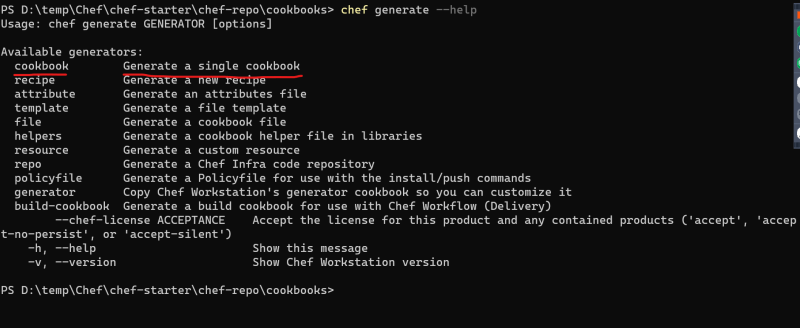 PS D:\temp\Chef\chef-starter\chef-repo\cookbooks> chef generate --help
Usage: chef generate GENERATOR [options]
Available generators:
cookbook Generate a single cookbook
recipe Generate a new recipe
attribute Generate an attributes file
template Generate a file template
file Generate a cookbook file
helpers Generate a cookbook helper file in libraries
resource Generate a custom resource
repo Generate a Chef Infra code repository
policyfile Generate a Policyfile for use with the install/push commands
generator Copy Chef Workstation's generator cookbook so you can customize it
build-cookbook Generate a build cookbook for use with Chef Workflow (Delivery)
--chef-license ACCEPTANCE Accept the license for this product and any contained products ('accept', 'accep
t-no-persist', or 'accept-silent')
-h, --help Show this message
-v, --version Show Chef Workstation version
PS D:\temp\Chef\chef-starter\chef-repo\cookbooks>